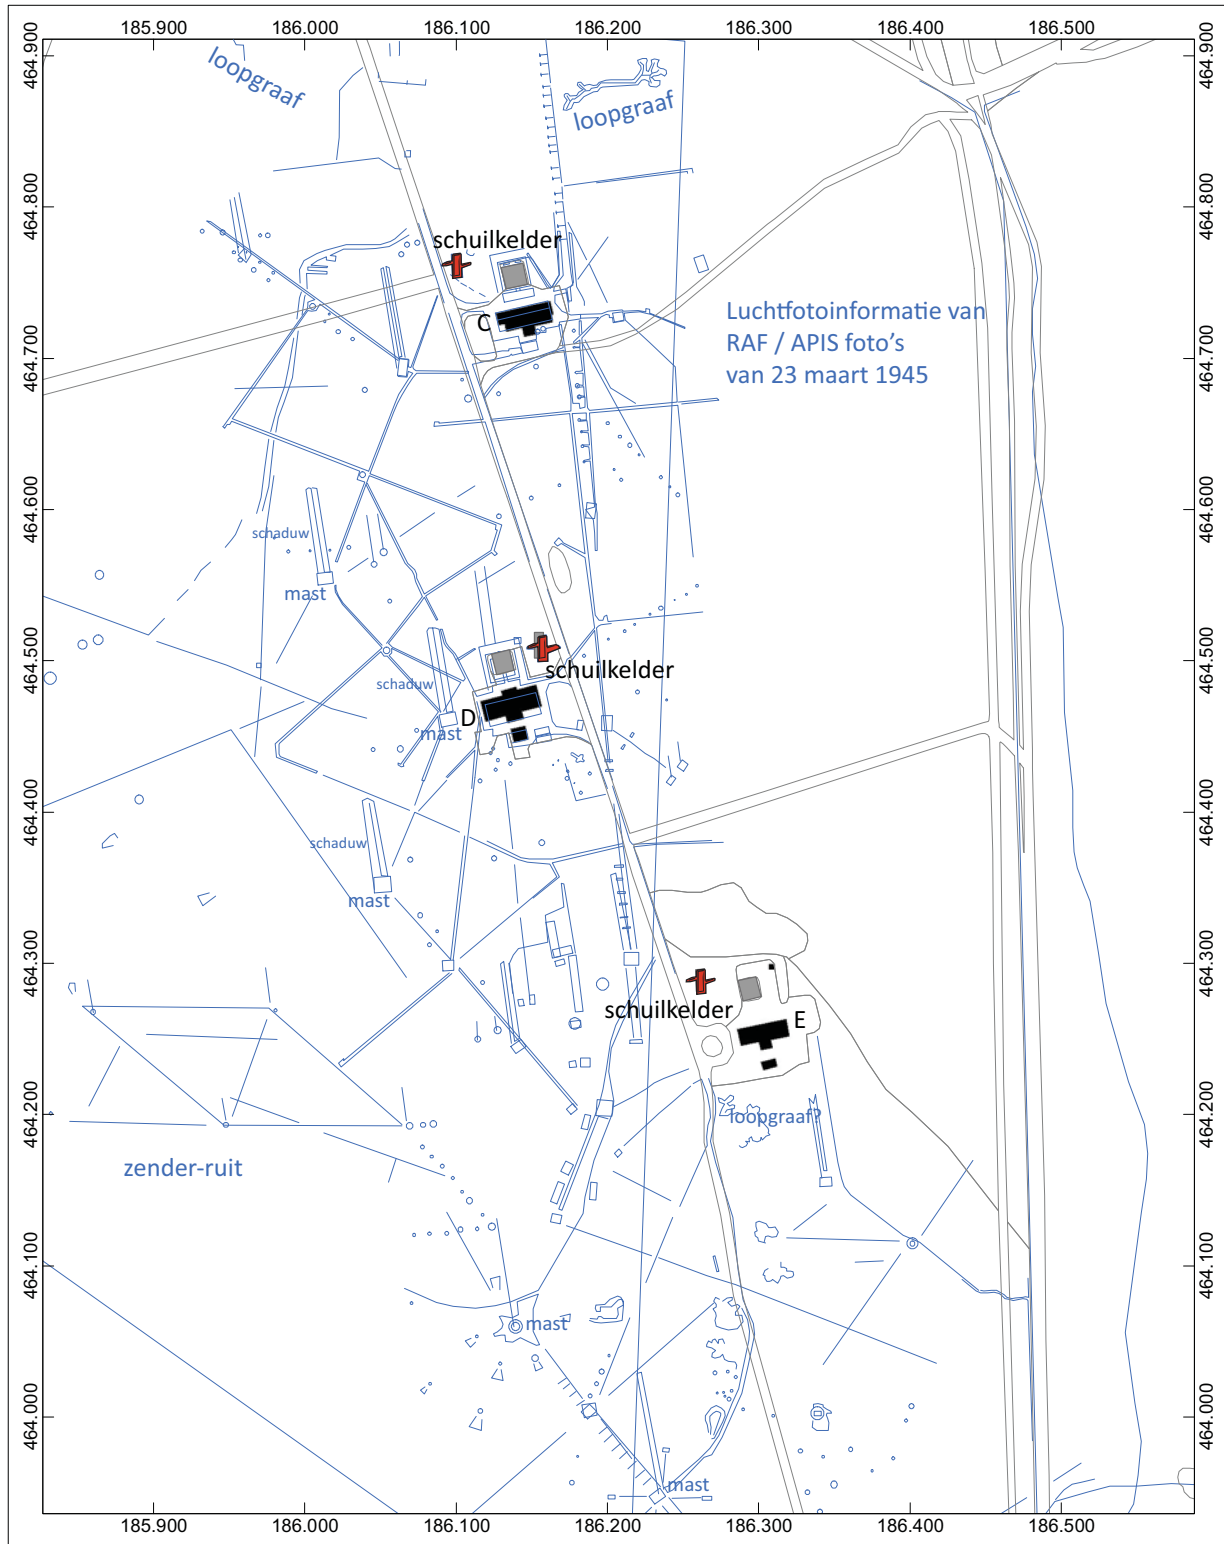 185.900 186.000 186.100 186.200 186.300 186.400 186.500
464.900
464.900
loopgraaf
loopgraaf
464.800
464.800
schuilkelder
C
Luchtfotoinformatie van
RAF / APIS foto's
van 23 maart 1945
464.700
464.700
464.600
464.600
schaduw
mast
464.500
464.500
schuilkelder
schaduw
D
mast
464.400
464.400
schaduw
mast
464.300
464.300
schuilkelder
E
464.200
464.200
loopgraaf?
zender-ruit
464.100
464.100
mast
464.000
464.000
mast
185.900 186.000 186.100 186.200 186.300 186.400 186.500